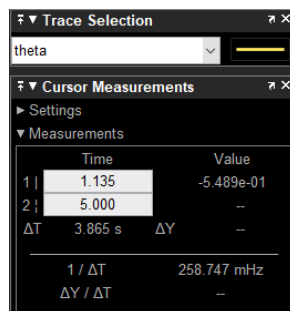 Trace Selection
theta
Cursor Measurements
Settings
Measurements
Time Value
1 | 1.135 -5.489e-01
2 ¦ 5.000 --
ΔT 3.865 s ΔY --
1 / ΔT 258.747 mHz
ΔY / ΔT --